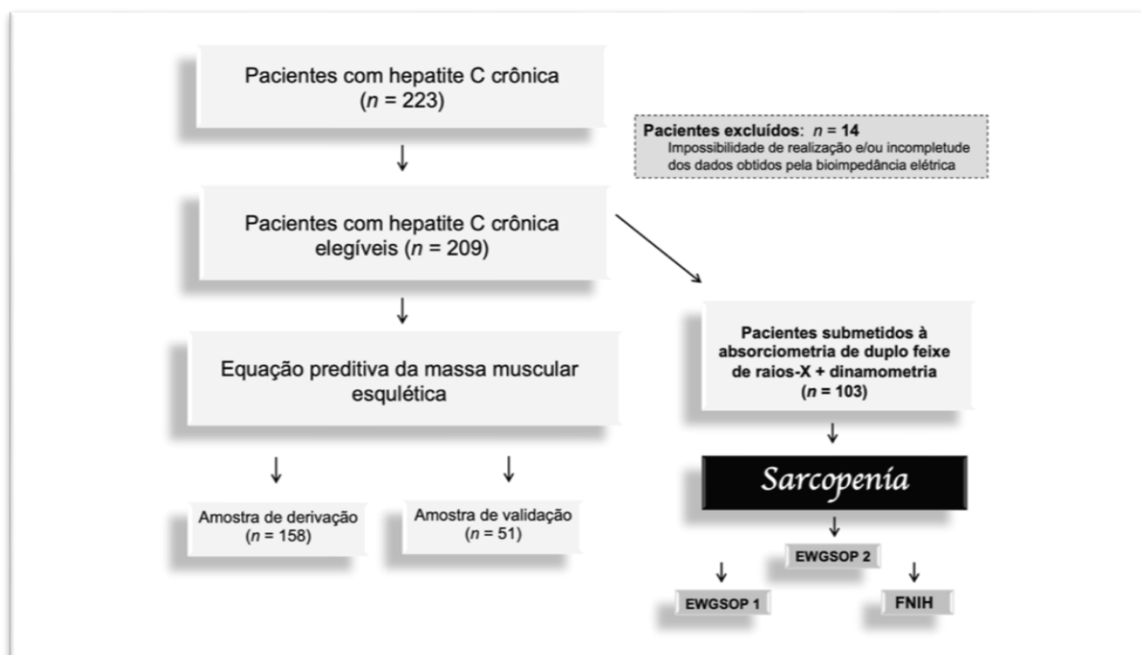 Pacientes com hepatite C crônica
(n = 223)
Pacientes excluídos: n = 14
Impossibilidade de realização e/ou incompletude
dos dados obtidos pela bioimpedância elétrica
Pacientes com hepatite C crônica
elegíveis (n = 209)
Equação preditiva da massa muscular
esqulética
Amostra de derivação
(n = 158)
Amostra de validação
(n = 51)
Pacientes submetidos à
absorciometria de duplo feixe
de raios-X + dinamometria
(n = 103)
Sarcopenia
EWGSOP 2
EWGSOP 1
FNIH